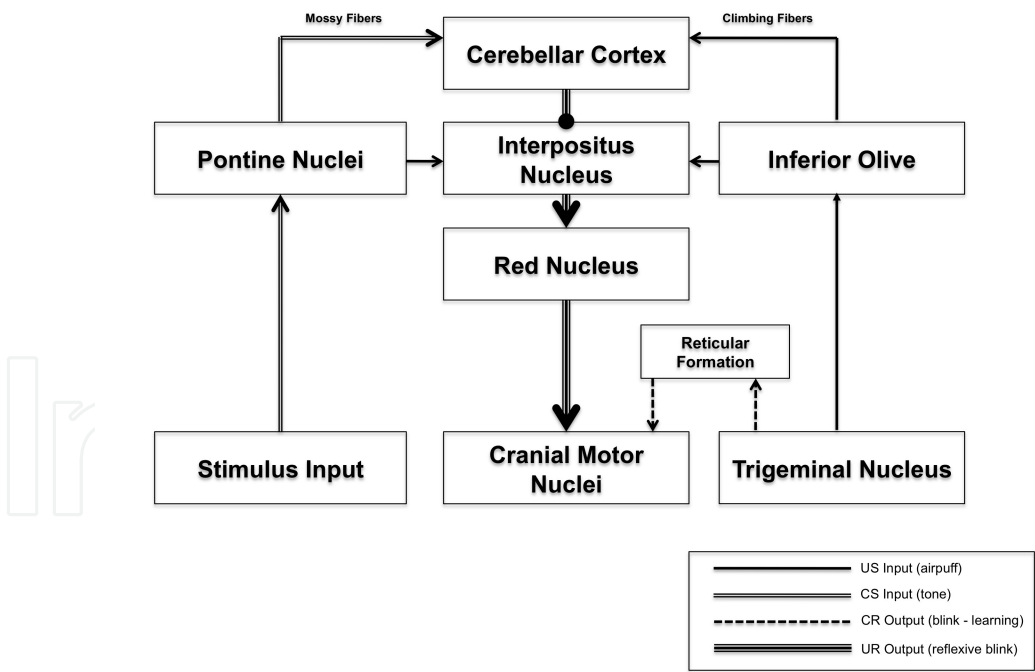 Mossy Fibers
Climbing Fibers
Cerebellar Cortex
Pontine Nuclei
Interpositus
Nucleus
Inferior Olive
Red Nucleus
Reticular
Formation
Stimulus Input
Cranial Motor
Nuclei
Trigeminal Nucleus
US Input (airpuff)
CS Input (tone)
CR Output (blink - learning)
UR Output (reflexive blink)